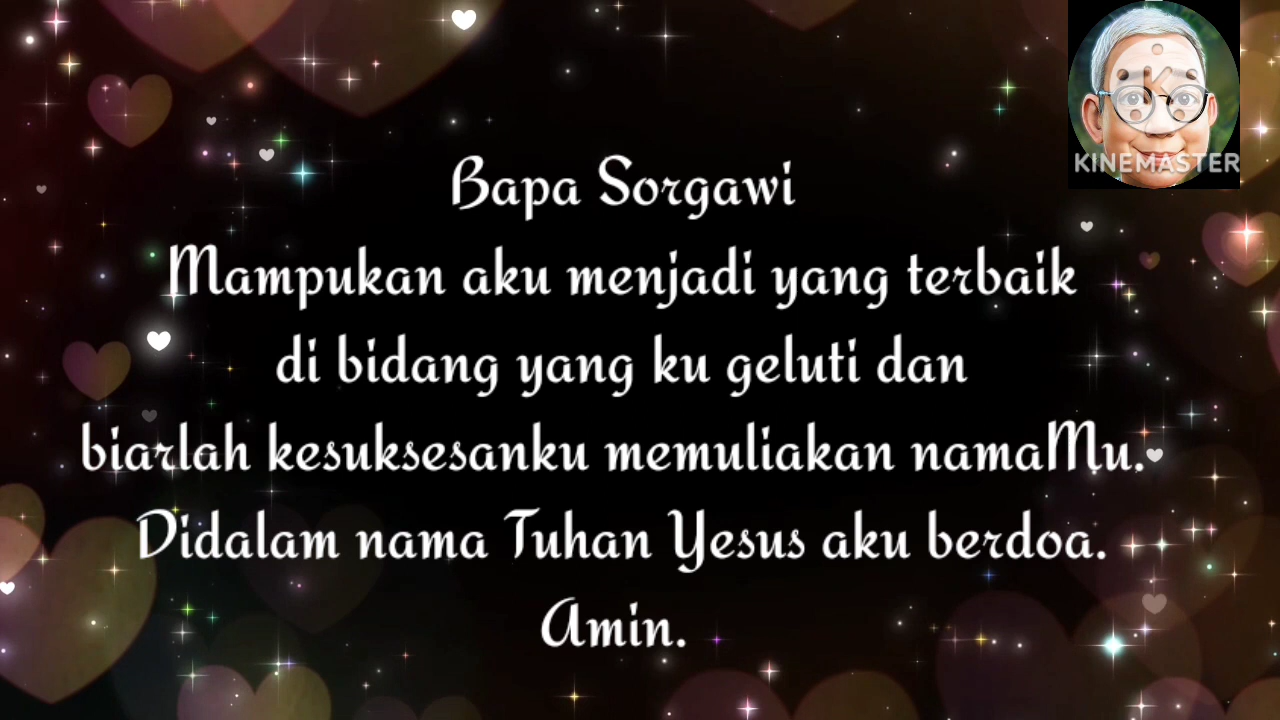 KINEMASTER
Bapa Sorgawi
Mampukan aku menjadi yang terbaik
di bidang yang ku geluti dan
biarlah kesuksesanku memuliakan namaMu.
Didalam nama Tuhan Yesus aku berdoa.
Amin.